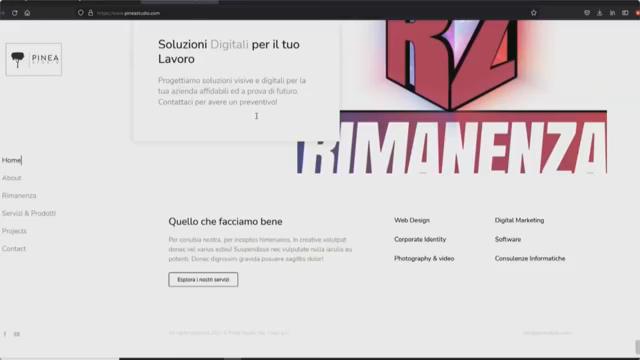 https://www.pineastudio.com
PINEA
STUDIO
Home
About
Rimanenza
Servizi & Prodotti
Projects
Contact
Soluzioni Digitali per il tuo
Lavoro
Progettiamo soluzioni visive e digitali per la
tua azienda affidabili ed a prova di futuro.
Contattaci per avere un preventivo!
RZ
RIMANENZA
Quello che facciamo bene
Per conubia nostra, per inceptos himenaeos. In creative volutpat
donec vel varius estsu! Suspendisse nec vulputate nulla iaculis eu
potenti. Donec dignissim gravida posuere sagittis dolor!
Esplora i nostri servizi
Web Design
Corporate Identity
Photography & video
Digital Marketing
Software
Consulenze Informatiche